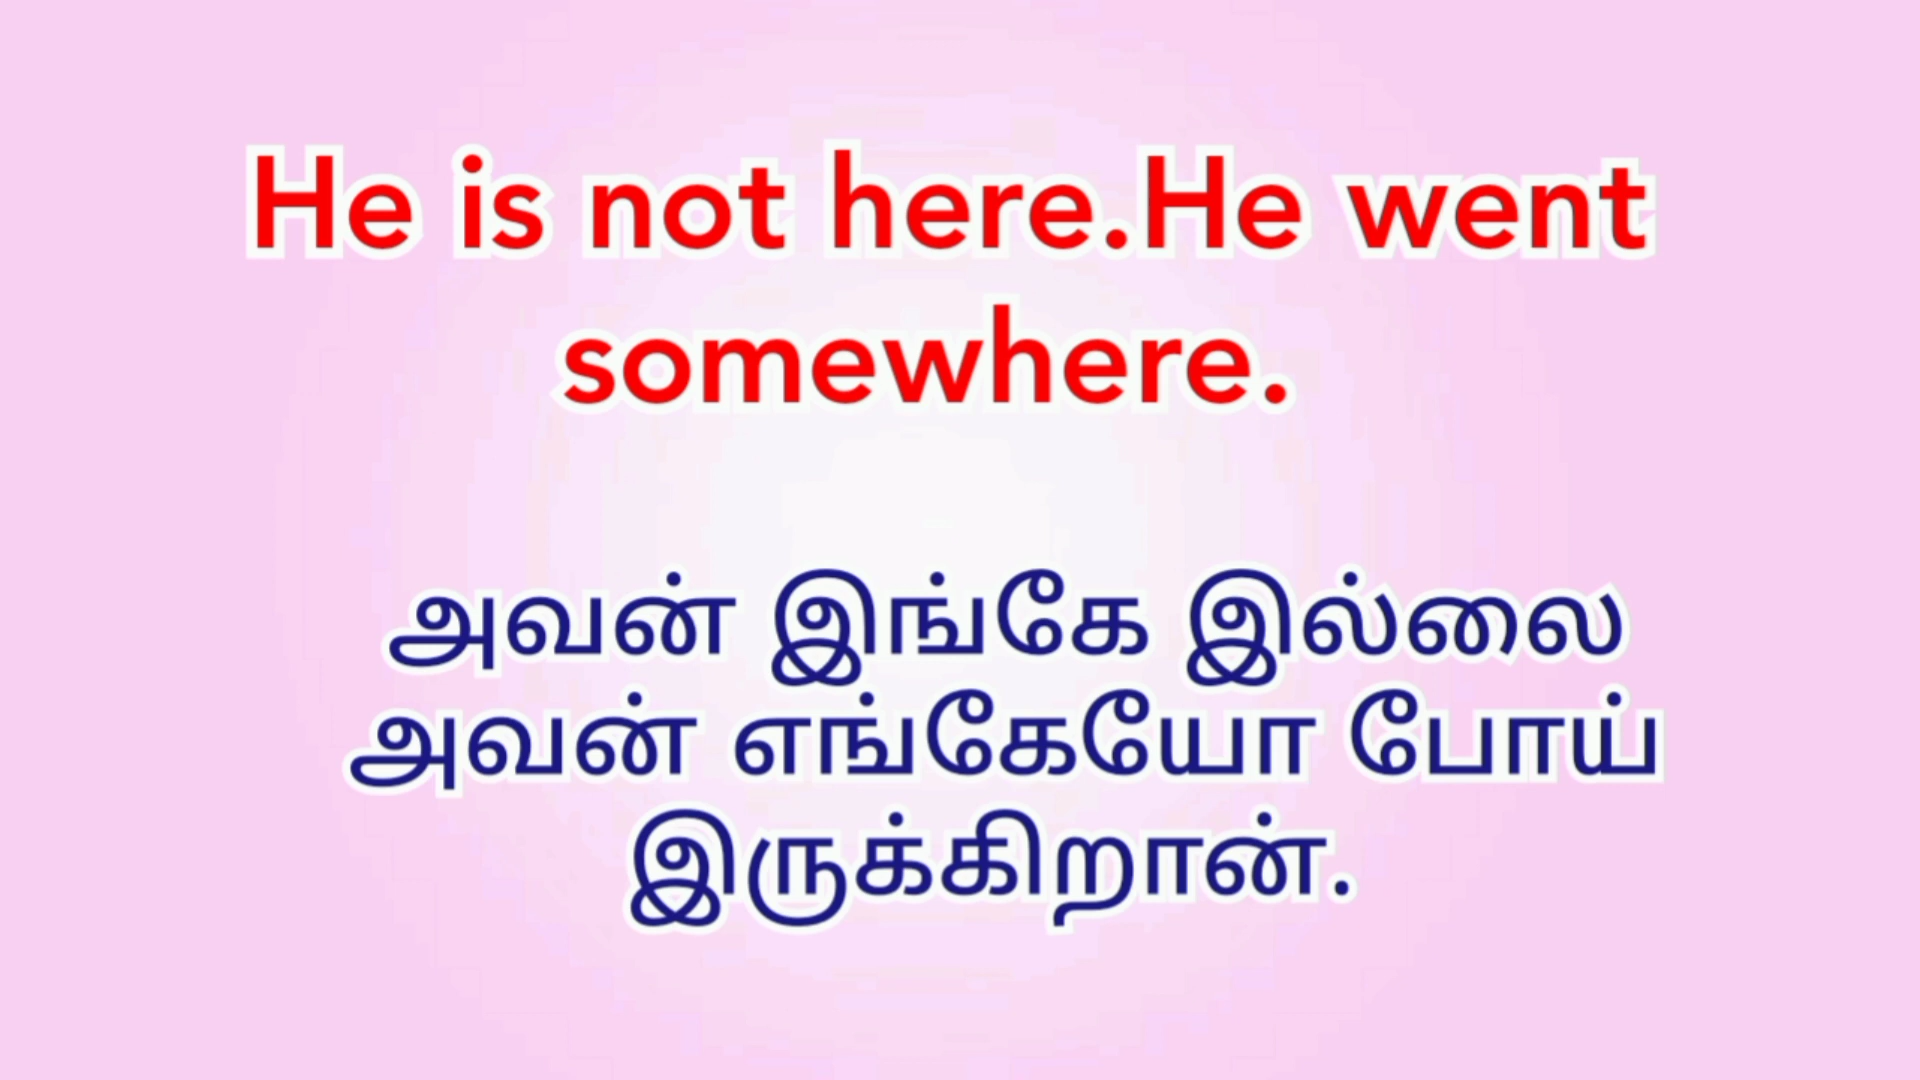 He is not here.He went
somewhere.
அவன் இங்கே இல்லை
அவன் எங்கேயோ போய்
இருக்கிறான்.